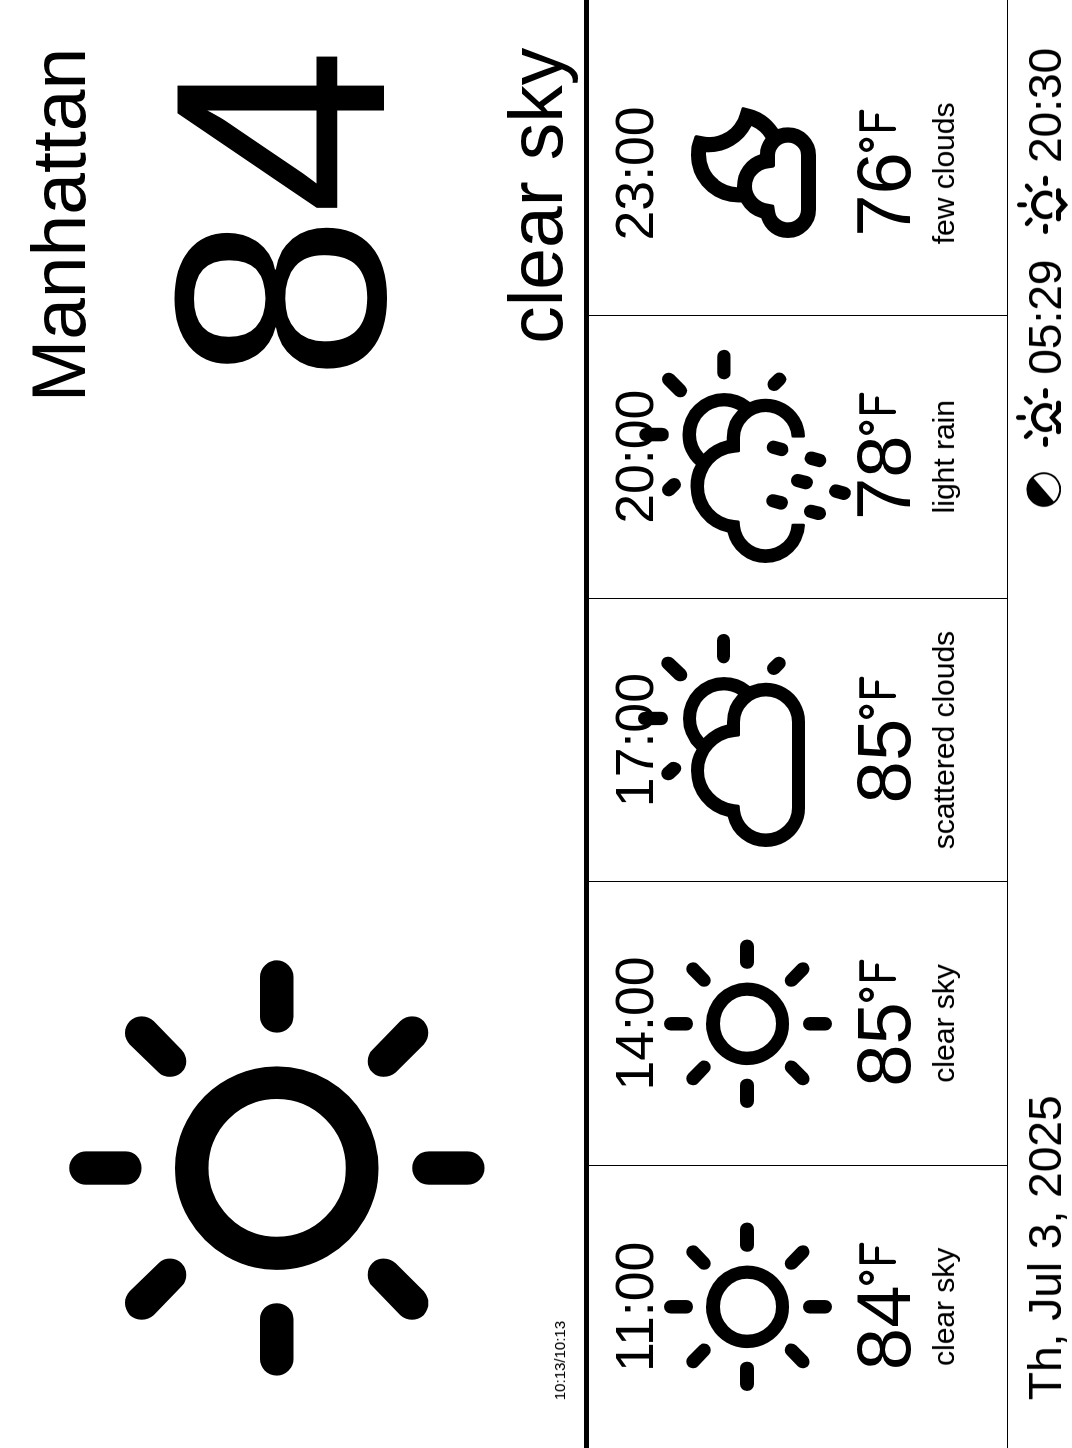 Manhattan
84
clear sky
10:13/10:13
11:00 14:00 17:00 20:00 23:00
84°F 85°F 85°F 78°F 76°F
clear sky clear sky scattered clouds light rain few clouds
Th, Jul 3, 2025 05:29 20:30